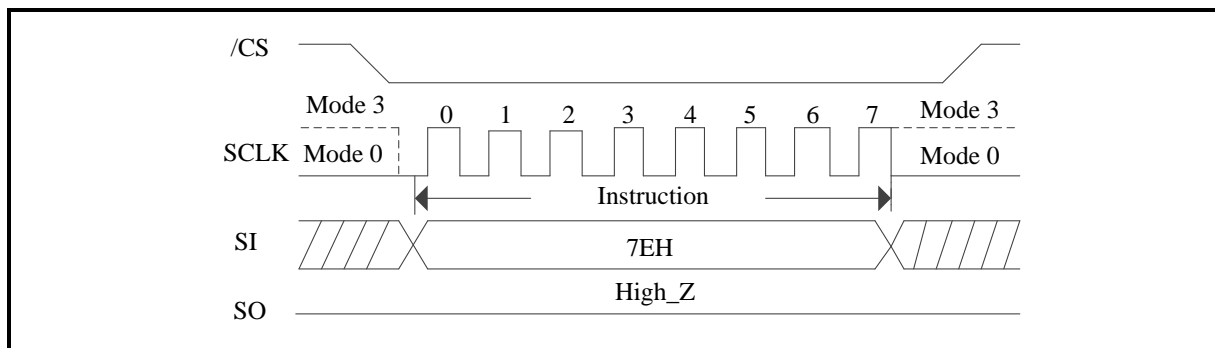 /CS
Mode 3 0 1 2 3 4 5 6 7 Mode 3
SCLK Mode 0 Mode 0
Instruction
SI 7EH
High_Z
SO